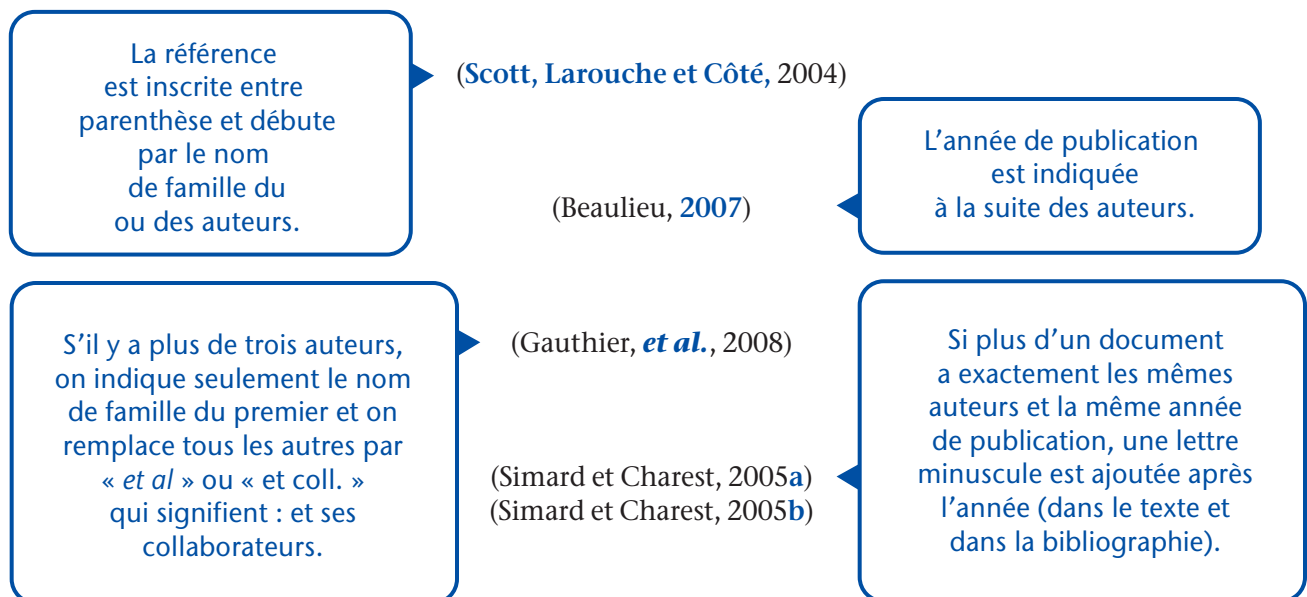 La référence
est inscrite entre
parenthèse et débute
par le nom
de famille du
ou des auteurs.
(Scott, Larouche et Côté, 2004)
L'année de publication
est indiquée
à la suite des auteurs.
(Beaulieu, 2007)
S'il y a plus de trois auteurs,
on indique seulement le nom
de famille du premier et on
remplace tous les autres par
« et al » ou « et coll. »
qui signifient : et ses
collaborateurs.
(Gauthier, et al., 2008)
Si plus d'un document
a exactement les mêmes
auteurs et la même année
de publication, une lettre
minuscule est ajoutée après
l'année (dans le texte et
dans la bibliographie).
(Simard et Charest, 2005a)
(Simard et Charest, 2005b)